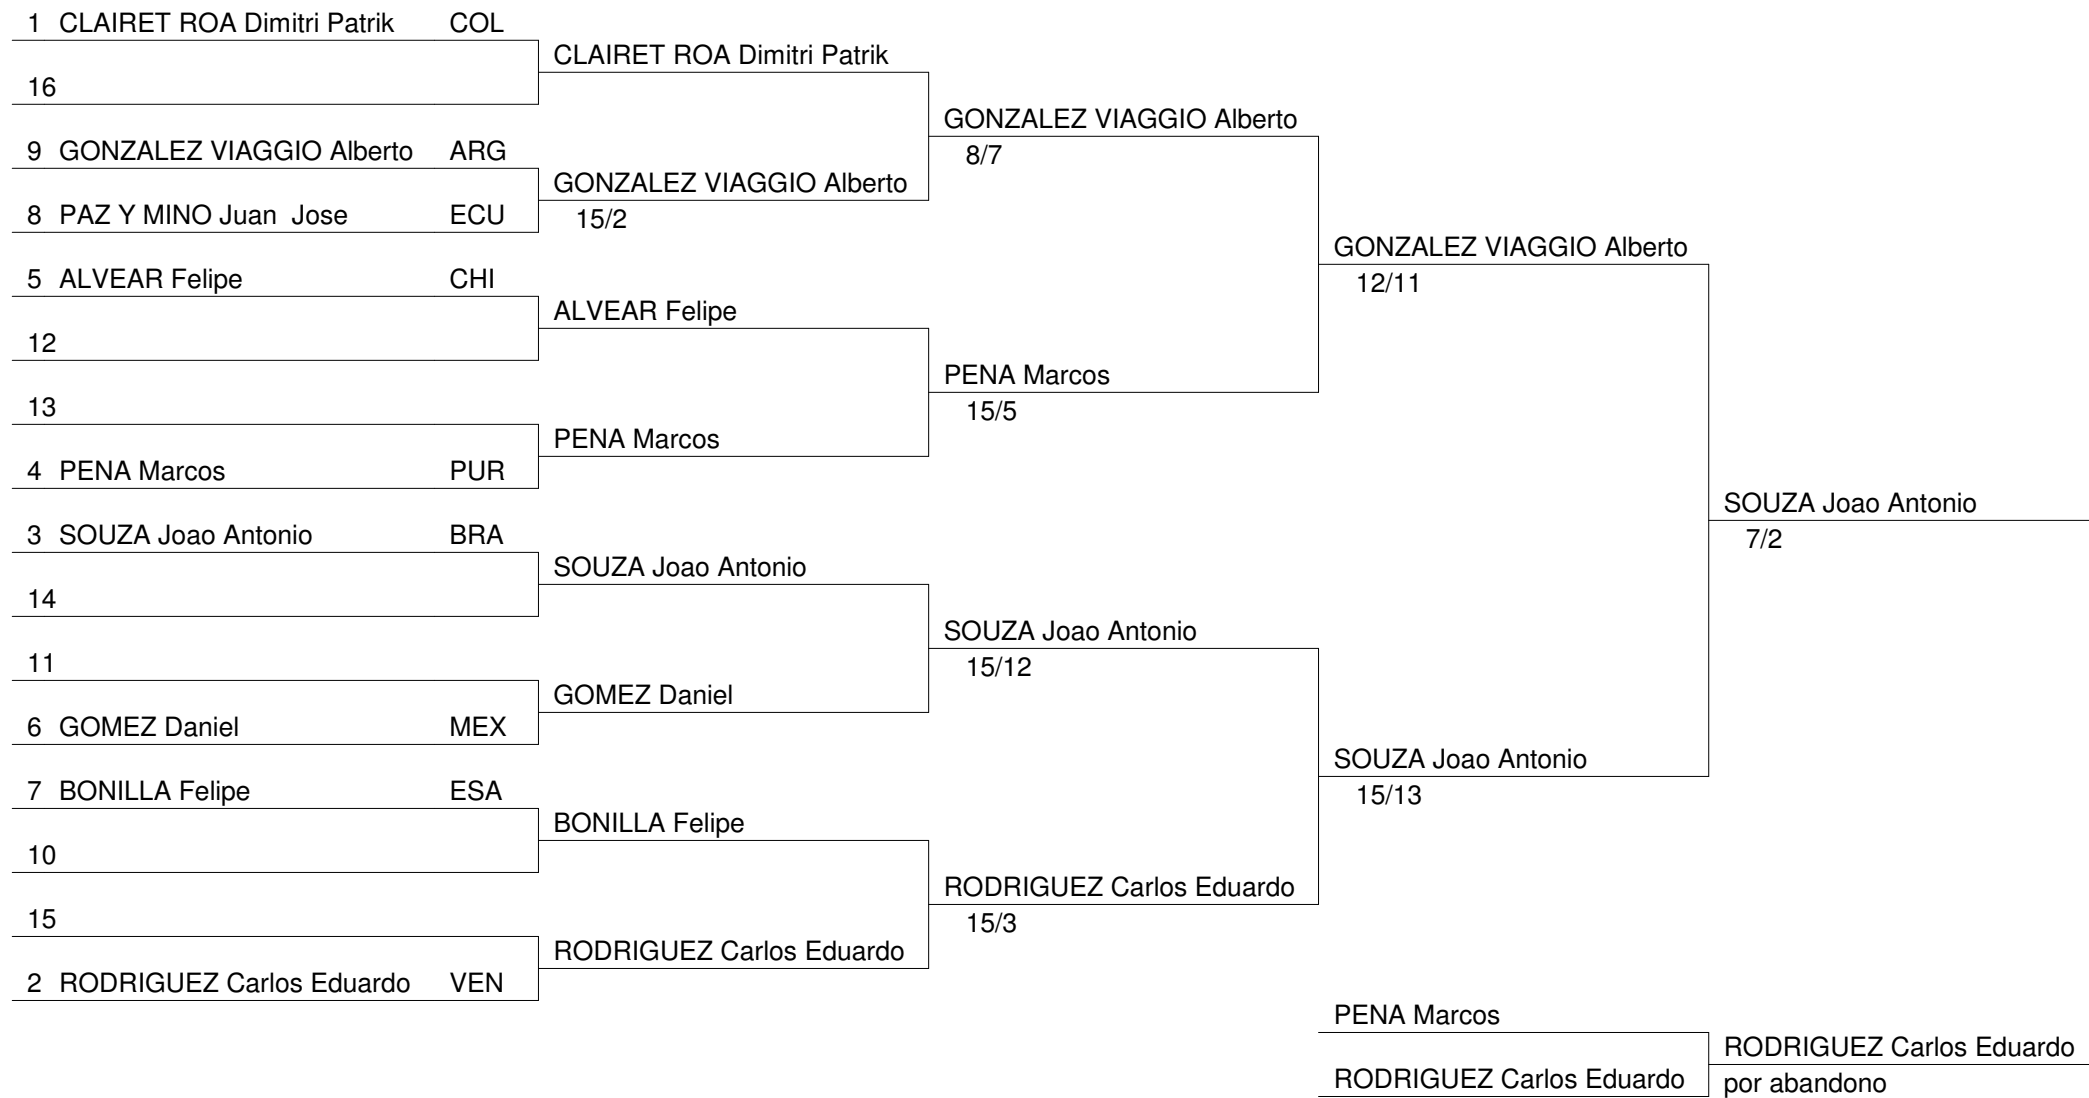 1 CLAIRET ROA Dimitri Patrik COL
CLAIRET ROA Dimitri Patrik
16
GONZALEZ VIAGGIO Alberto
9 GONZALEZ VIAGGIO Alberto ARG
8/7
GONZALEZ VIAGGIO Alberto
8 PAZ Y MINO Juan  Jose ECU
15/2
GONZALEZ VIAGGIO Alberto
5 ALVEAR Felipe CHI
12/11
ALVEAR Felipe
12
PENA Marcos
13
15/5
PENA Marcos
4 PENA Marcos PUR
SOUZA Joao Antonio
3 SOUZA Joao Antonio BRA
7/2
SOUZA Joao Antonio
14
SOUZA Joao Antonio
11
15/12
GOMEZ Daniel
6 GOMEZ Daniel MEX
SOUZA Joao Antonio
7 BONILLA Felipe ESA
15/13
BONILLA Felipe
10
RODRIGUEZ Carlos Eduardo
15
15/3
RODRIGUEZ Carlos Eduardo
2 RODRIGUEZ Carlos Eduardo VEN
PENA Marcos
RODRIGUEZ Carlos Eduardo
RODRIGUEZ Carlos Eduardo
por abandono